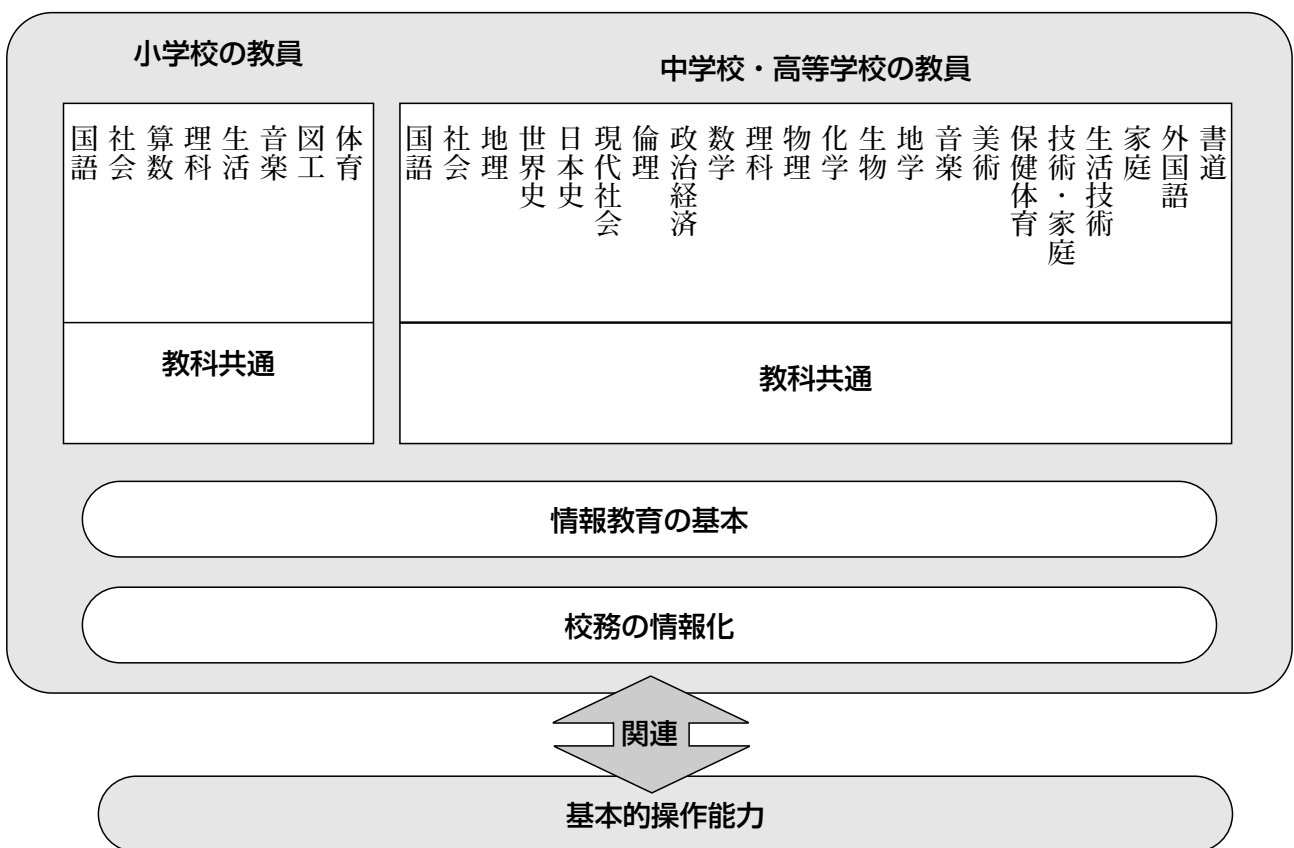 小学校の教員
国語
社会
算数
理科
生活
音楽
図工
体育
教科共通
中学校・高等学校の教員
国語
社会
地理
世界史
日本史
現代社会
倫理
政治経済
数学
理科
物理
化学
生物
地学
音楽
美術
保健体育
技術・家庭
生活技術
家庭
外国語
書道
教科共通
情報教育の基本
校務の情報化
関連
基本的操作能力